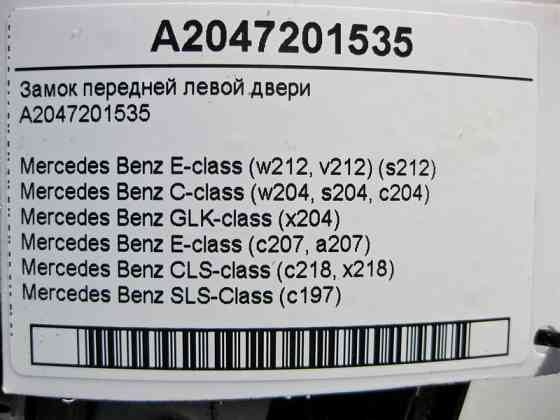 A2047201535
Замок передней левой двери
A2047201535
Mercedes Benz E-class (w212, v212) (s212)
Mercedes Benz C-class (w204, s204, c204)
Mercedes Benz GLK-class (x204)
Mercedes Benz E-class (c207, a207)
Mercedes Benz CLS-class (c218, x218)
Mercedes Benz SLS-Class (c197)